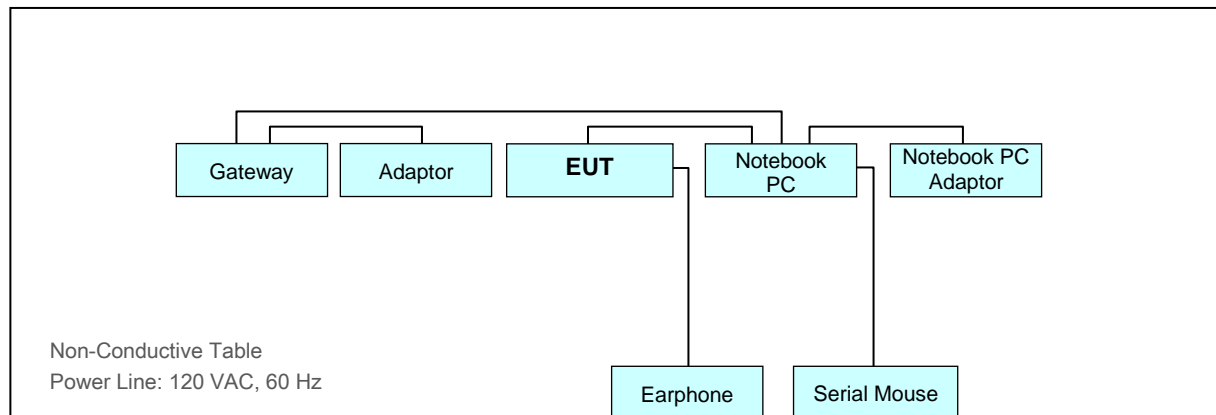 Gateway
Adaptor
EUT
Notebook
PC
Notebook PC
Adaptor
Non-Conductive Table
Power Line: 120 VAC, 60 Hz
Earphone
Serial Mouse